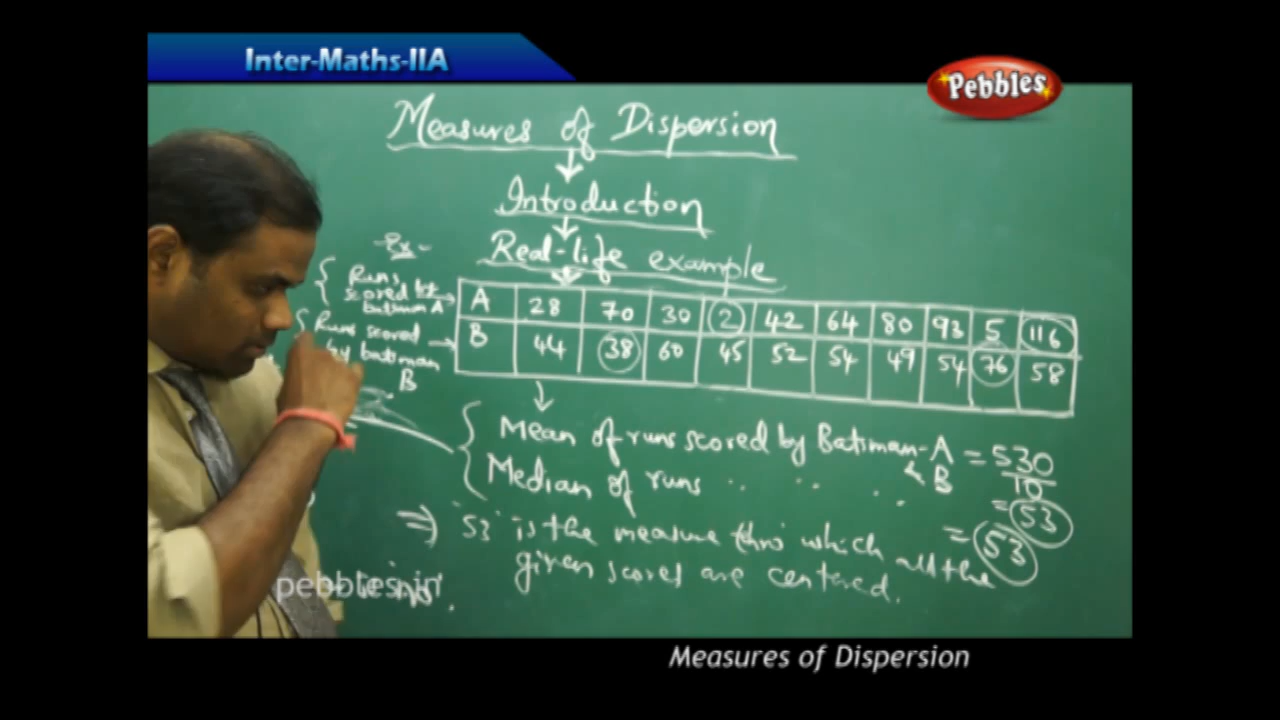 Inter-Maths-IIA
Pebbles
Measures of Dispersion
Introduction
Real-life example
Ex
Runs
scored by
batsman A
Runs scored
by batsman
B
A 28 70 30 2 42 64 80 93 5 116
B 44 38 60 45 52 54 49 54 76 58
Mean of runs scored by Batsman-A = 530
& B 10
= 53
Median of runs .. .. .. = 53
⇒ '53' is the measure thro which all the
given scores are centered.
pebbles.in
Measures of Dispersion